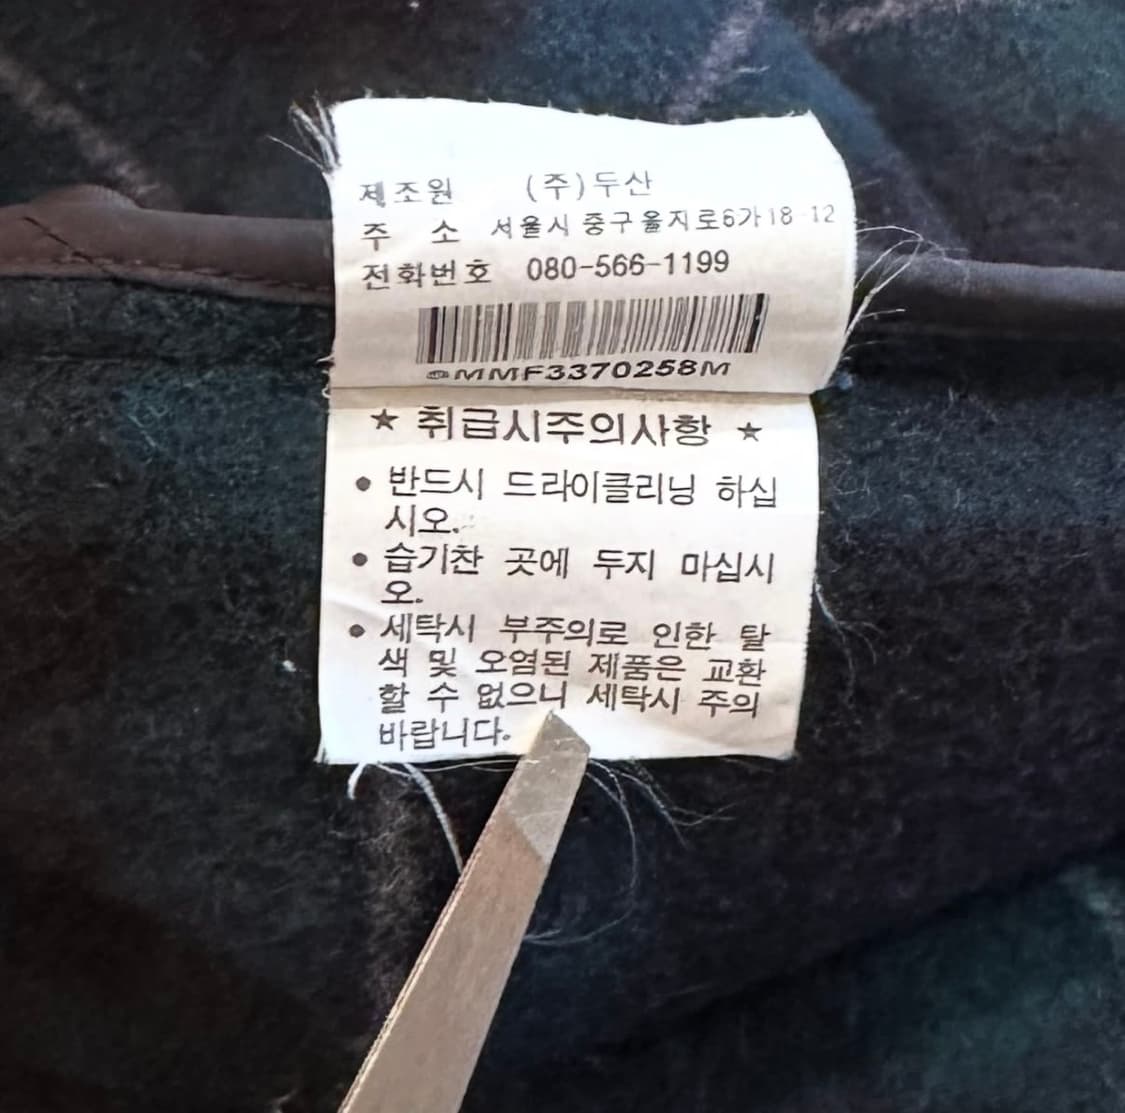 제조원 (주)두산
주 소 서울시 중구 을지로6가 18-12
전화번호 080-566-1199
MMF3370258M
★ 취급시주의사항 ★
● 반드시 드라이클리닝 하십
시오.
● 습기찬 곳에 두지 마십시
오.
● 세탁시 부주의로 인한 탈
색 및 오염된 제품은 교환
할 수 없으니 세탁시 주의
바랍니다.